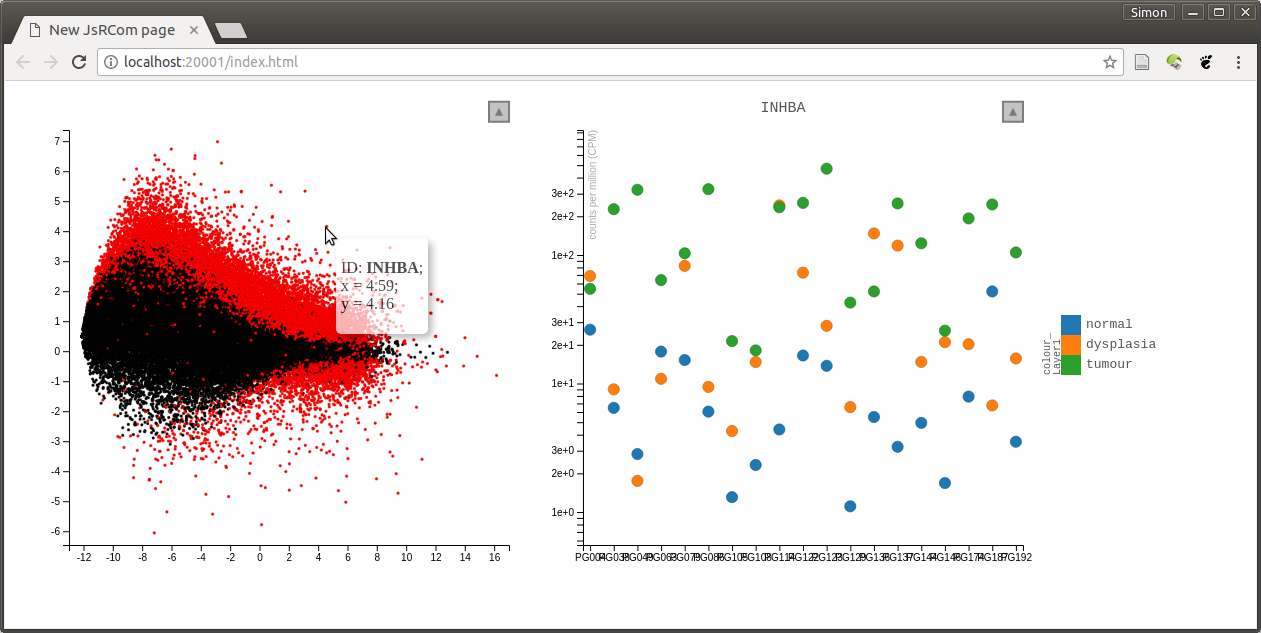 Simon
New JsRCom page
localhost:20001/index.html
7
6
5
4
3
2
1
0
-1
-2
-3
-4
-5
-6
-12
-10
-8
-6
-4
-2
0
2
4
6
8
10
12
14
16
ID: INHBA;
x = 4.59;
y = 4.16
INHBA
counts per million (CPM)
3e+2
2e+2
1e+2
3e+1
2e+1
1e+1
3e+0
2e+0
1e+0
PG192
colour_
Layer1
normal
dysplasia
tumour